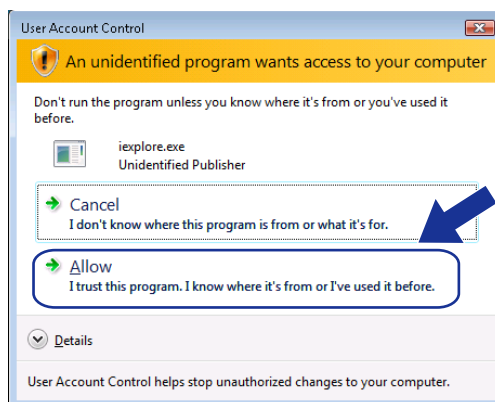 User Account Control
An unidentified program wants access to your computer
Don't run the program unless you know where it's from or you've used it
before.
iexplore.exe
Unidentified Publisher
Cancel
I don't know where this program is from or what it's for.
Allow
I trust this program. I know where it's from or I've used it before.
Details
User Account Control helps stop unauthorized changes to your computer.